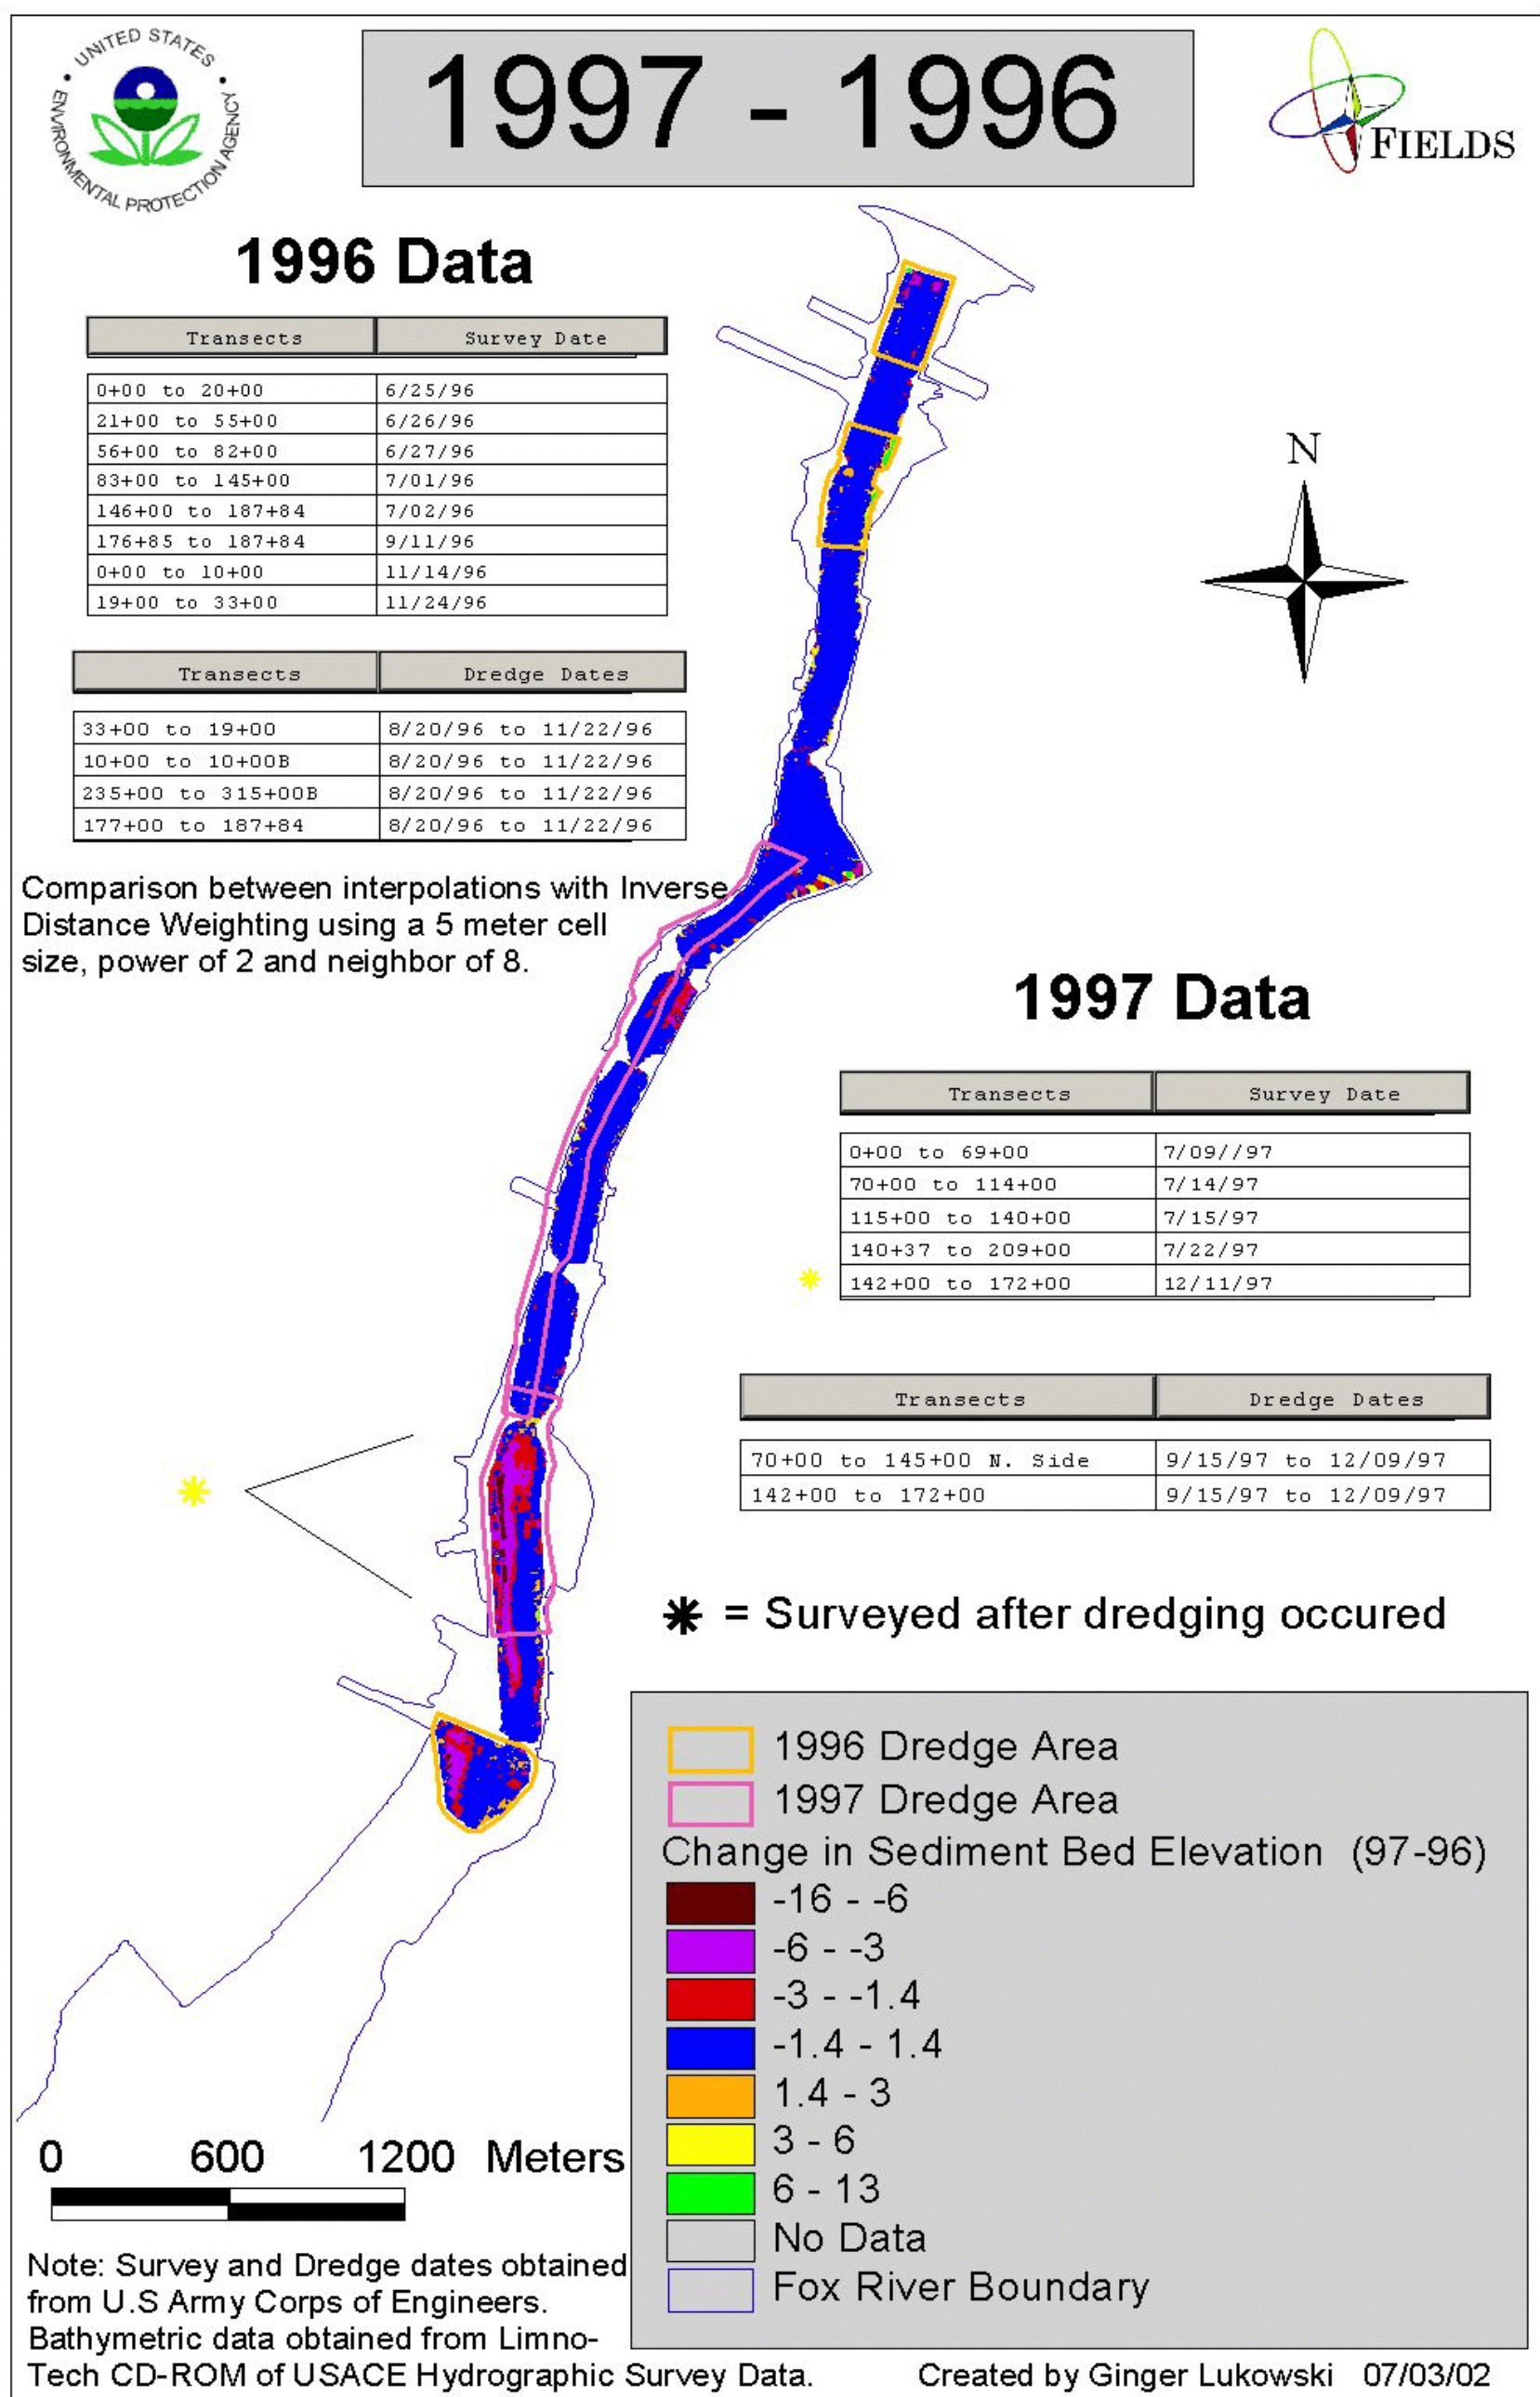 UNITED STATES
ENVIRONMENTAL PROTECTION AGENCY
1997 - 1996
FIELDS
1996 Data
Transects Survey Date
0+00 to 20+00 6/25/96
21+00 to 55+00 6/26/96
56+00 to 82+00 6/27/96
83+00 to 145+00 7/01/96
146+00 to 187+84 7/02/96
176+85 to 187+84 9/11/96
0+00 to 10+00 11/14/96
19+00 to 33+00 11/24/96
N
Transects Dredge Dates
33+00 to 19+00 8/20/96 to 11/22/96
10+00 to 10+00B 8/20/96 to 11/22/96
235+00 to 315+00B 8/20/96 to 11/22/96
177+00 to 187+84 8/20/96 to 11/22/96
Comparison between interpolations with Inverse
Distance Weighting using a 5 meter cell
size, power of 2 and neighbor of 8.
1997 Data
Transects Survey Date
0+00 to 69+00 7/09//97
70+00 to 114+00 7/14/97
115+00 to 140+00 7/15/97
140+37 to 209+00 7/22/97
* 142+00 to 172+00 12/11/97
Transects Dredge Dates
70+00 to 145+00 N. Side 9/15/97 to 12/09/97
142+00 to 172+00 9/15/97 to 12/09/97
*
* = Surveyed after dredging occured
1996 Dredge Area
1997 Dredge Area
Change in Sediment Bed Elevation (97-96)
-16 - -6
-6 - -3
-3 - -1.4
-1.4 - 1.4
1.4 - 3
3 - 6
6 - 13
No Data
Fox River Boundary
0 600 1200 Meters
Note: Survey and Dredge dates obtained
from U.S Army Corps of Engineers.
Bathymetric data obtained from Limno-
Tech CD-ROM of USACE Hydrographic Survey Data.
Created by Ginger Lukowski 07/03/02